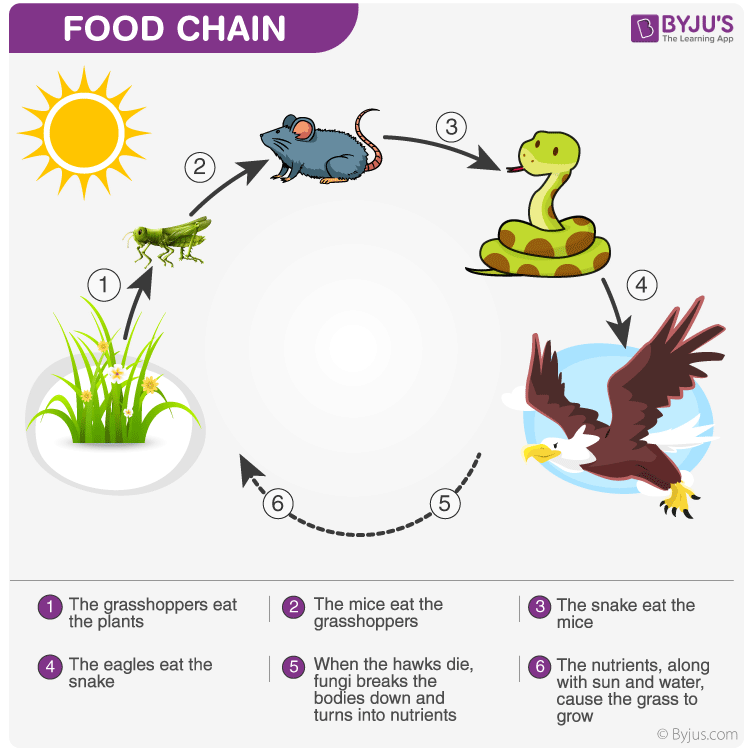 FOOD CHAIN
BYJU'S
The Learning App
1
2
3
4
5
6
1 The grasshoppers eat
the plants
2 The mice eat the
grasshoppers
3 The snake eat the
mice
4 The eagles eat the
snake
5 When the hawks die,
fungi breaks the
bodies down and
turns into nutrients
6 The nutrients, along
with sun and water,
cause the grass to
grow
© Byjus.com